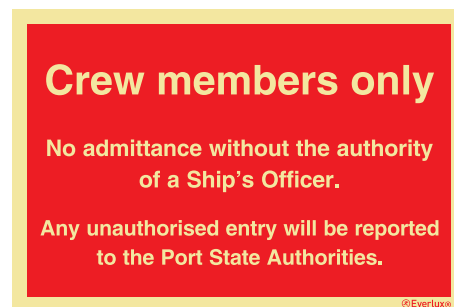 Crew members only
No admittance without the authority
of a Ship's Officer.
Any unauthorised entry will be reported
to the Port State Authorities.
Everlux®